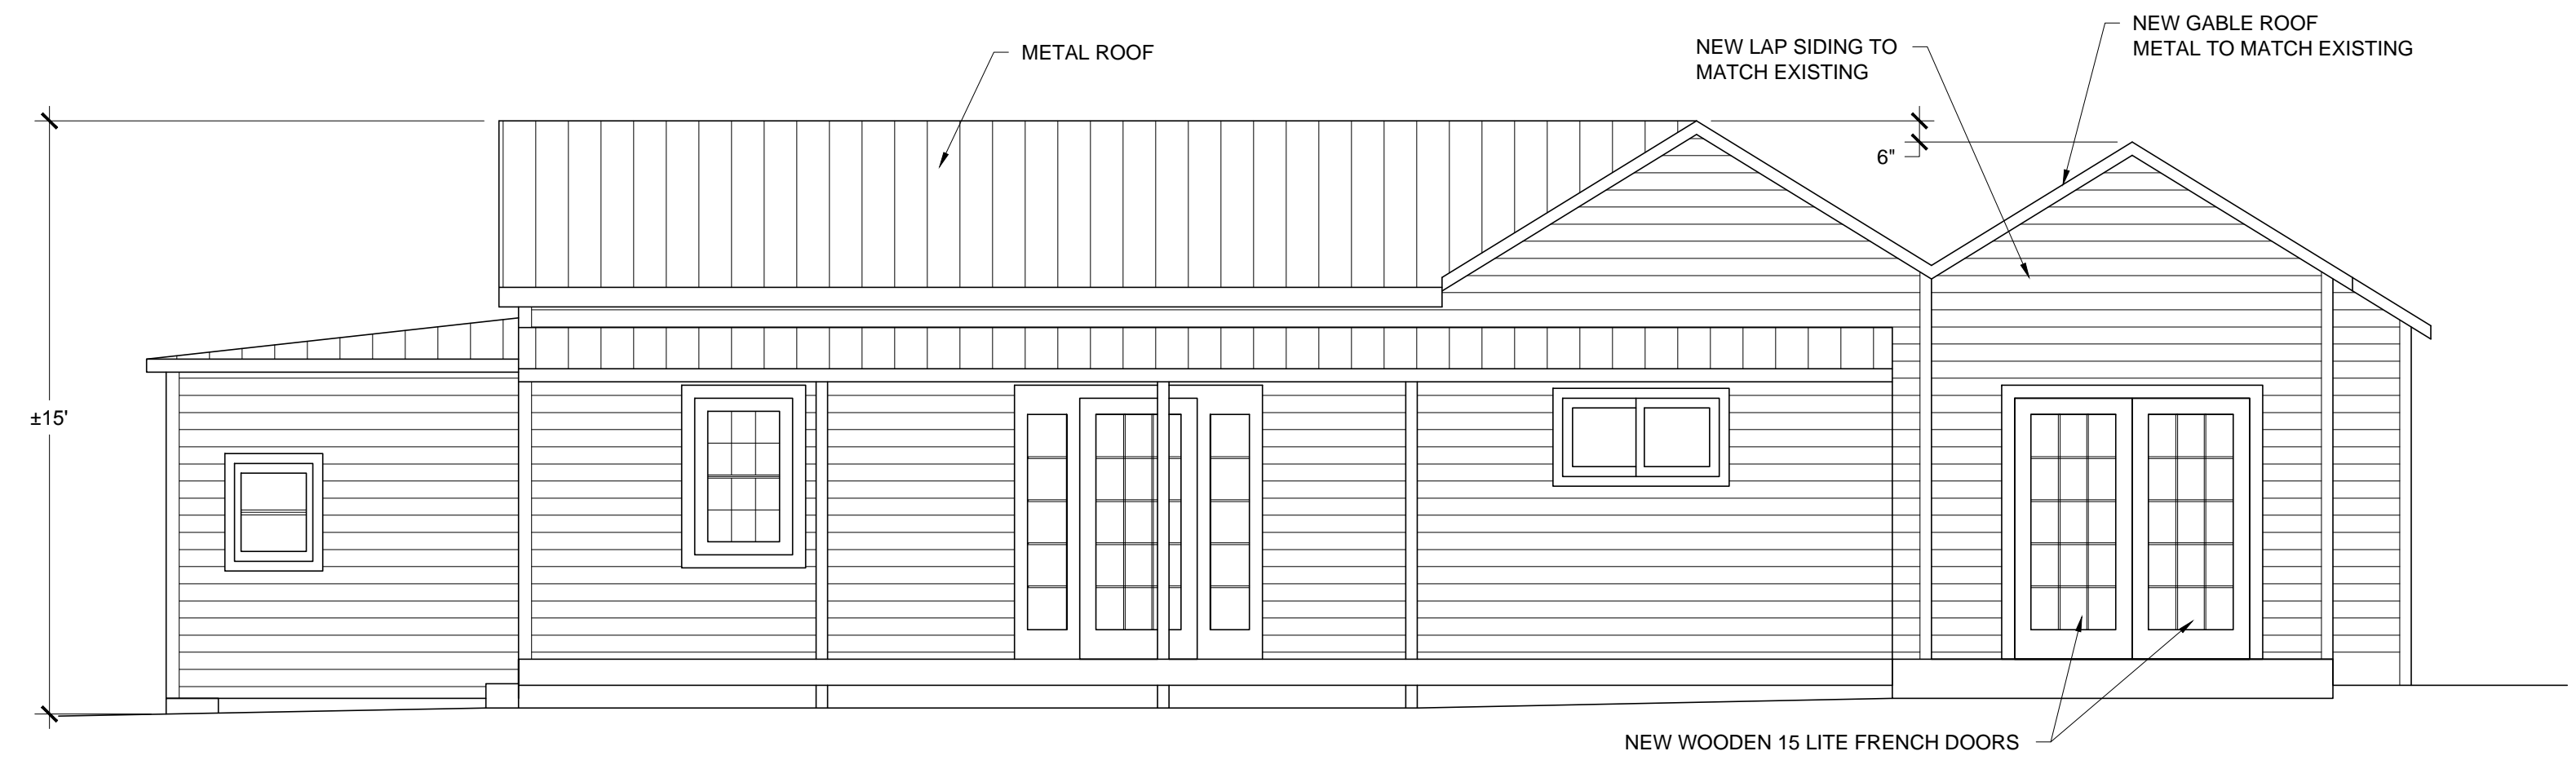 NEW GABLE ROOF
METAL TO MATCH EXISTING
NEW LAP SIDING TO
MATCH EXISTING
METAL ROOF
6"
±15'
NEW WOODEN 15 LITE FRENCH DOORS